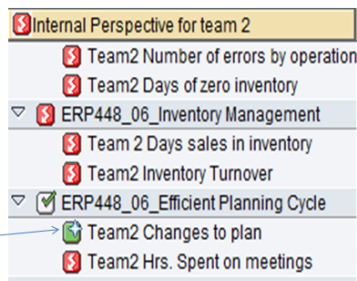 Internal Perspective for team 2
Team2 Number of errors by operation
Team2 Days of zero inventory
ERP448_06_Inventory Management
Team 2 Days sales in inventory
Team2 Inventory Turnover
ERP448_06_Efficient Planning Cycle
Team2 Changes to plan
Team2 Hrs. Spent on meetings